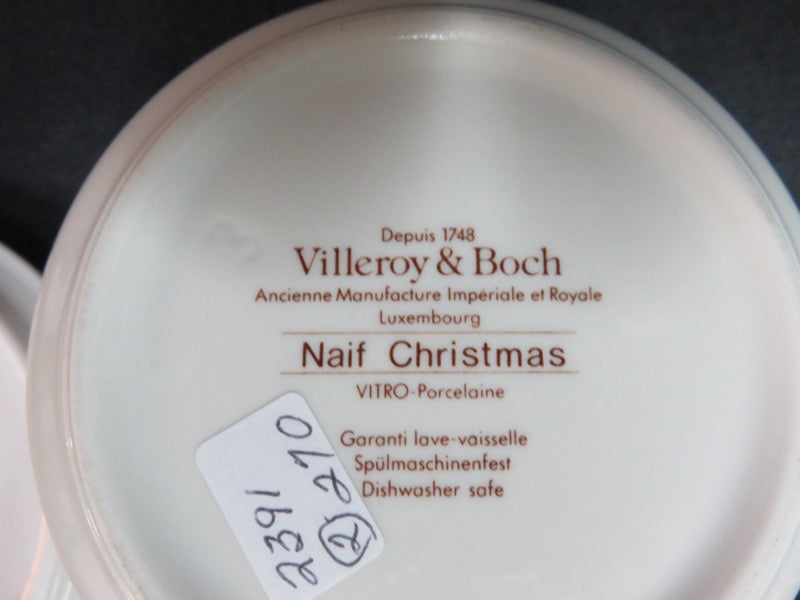 Depuis 1748
Villeroy & Boch
Ancienne Manufacture Impériale et Royale
Luxembourg
Naif Christmas
VITRO-Porcelaine
Garanti lave-vaisselle
Spülmaschinenfest
Dishwasher safe
2391
2 270